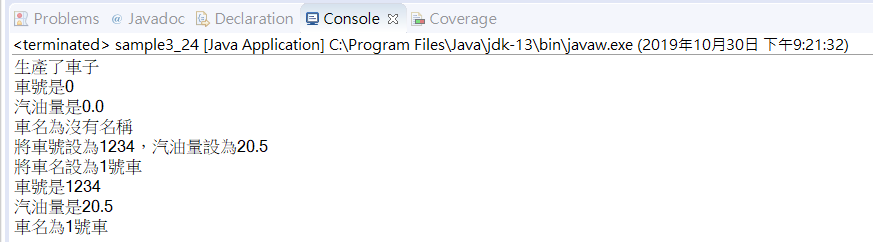 Problems @ Javadoc Declaration Console Coverage
<terminated> sample3_24 [Java Application] C:\Program Files\Java\jdk-13\bin\javaw.exe (2019年10月30日 下午9:21:32)
生產了車子
車號是0
汽油量是0.0
車名為沒有名稱
將車號設為1234，汽油量設為20.5
將車名設為1號車
車號是1234
汽油量是20.5
車名為1號車